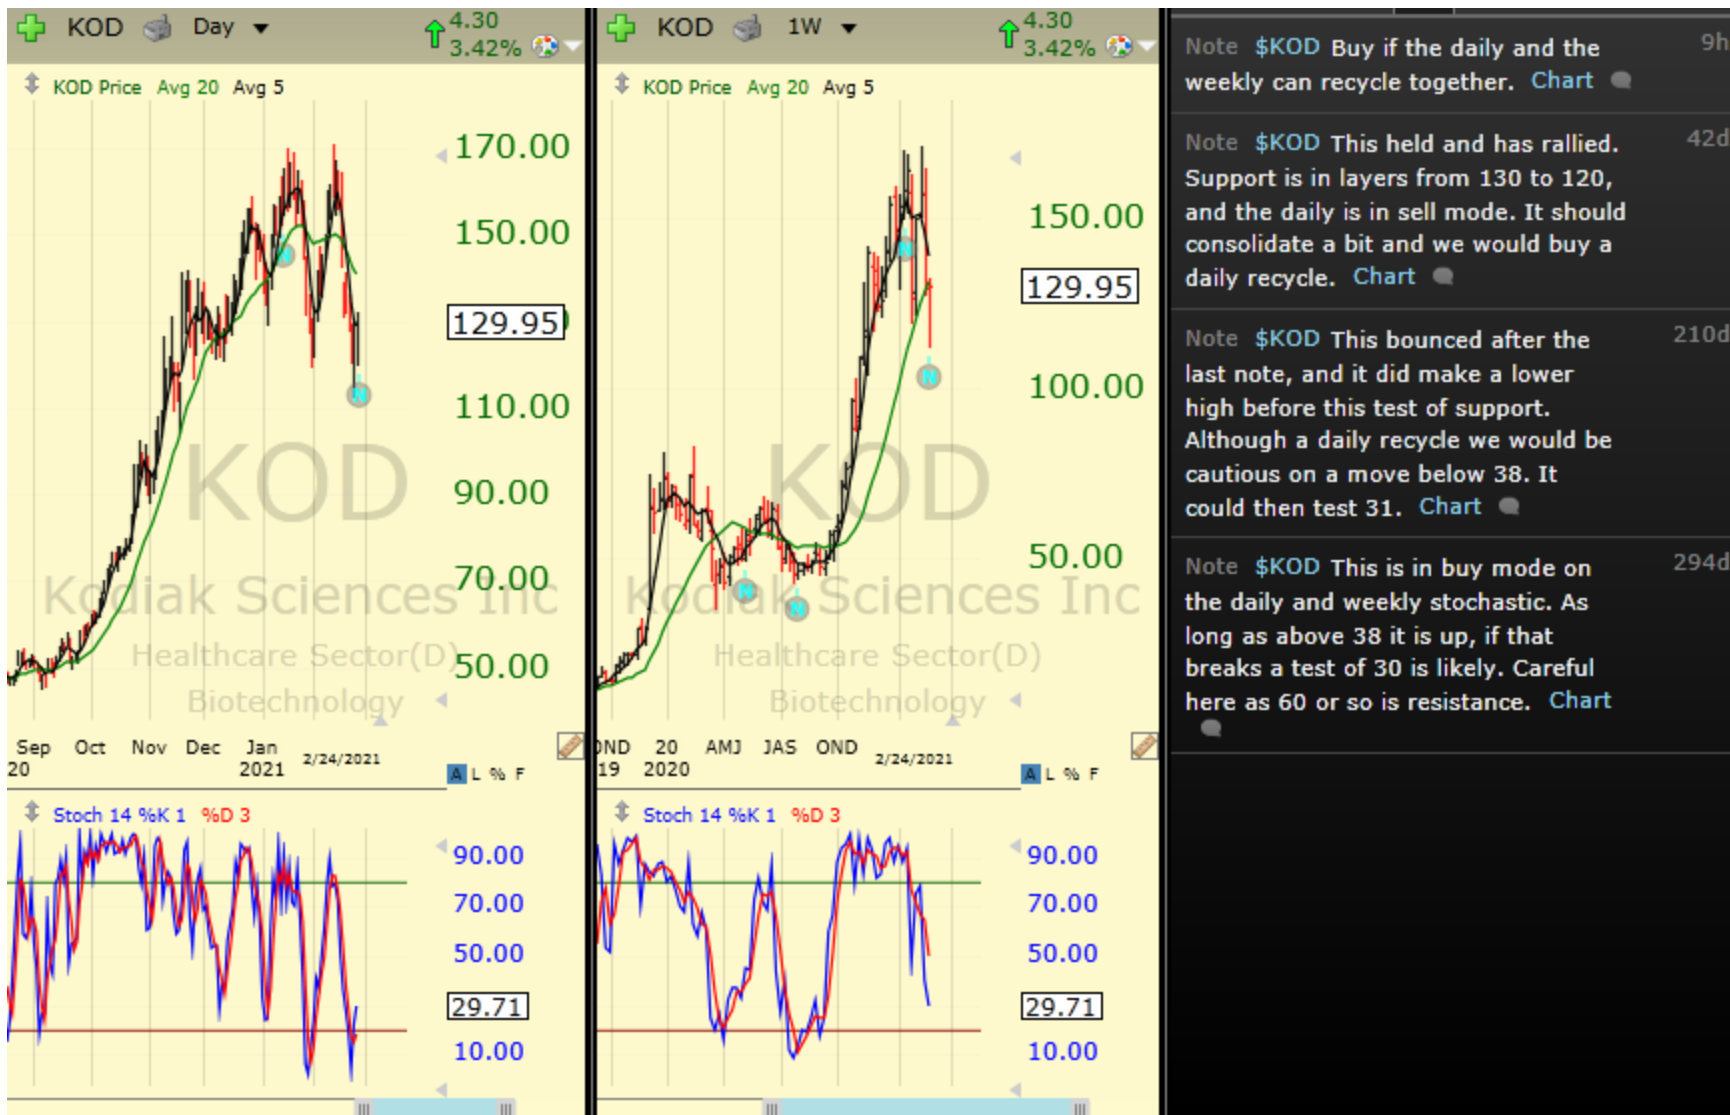 KOD Day 4.30
3.42%
KOD Price Avg 20 Avg 5
170.00
150.00
129.95
110.00
90.00
70.00
50.00
KOD
Kodiak Sciences Inc
Healthcare Sector(D)
Biotechnology
N
N
Sep Oct Nov Dec Jan
20 2021 2/24/2021
A L % F
Stoch 14 %K 1 %D 3
90.00
70.00
50.00
29.71
10.00
KOD 1W 4.30
3.42%
KOD Price Avg 20 Avg 5
150.00
129.95
100.00
50.00
KOD
Kodiak Sciences Inc
Healthcare Sector(D)
Biotechnology
N
N
N
N
OND 20 AMJ JAS OND
19 2020 2/24/2021
A L % F
Stoch 14 %K 1 %D 3
90.00
70.00
50.00
29.71
10.00
Note $KOD Buy if the daily and the 9h
weekly can recycle together. Chart
Note $KOD This held and has rallied. 42d
Support is in layers from 130 to 120,
and the daily is in sell mode. It should
consolidate a bit and we would buy a
daily recycle. Chart
Note $KOD This bounced after the 210d
last note, and it did make a lower
high before this test of support.
Although a daily recycle we would be
cautious on a move below 38. It
could then test 31. Chart
Note $KOD This is in buy mode on 294d
the daily and weekly stochastic. As
long as above 38 it is up, if that
breaks a test of 30 is likely. Careful
here as 60 or so is resistance. Chart